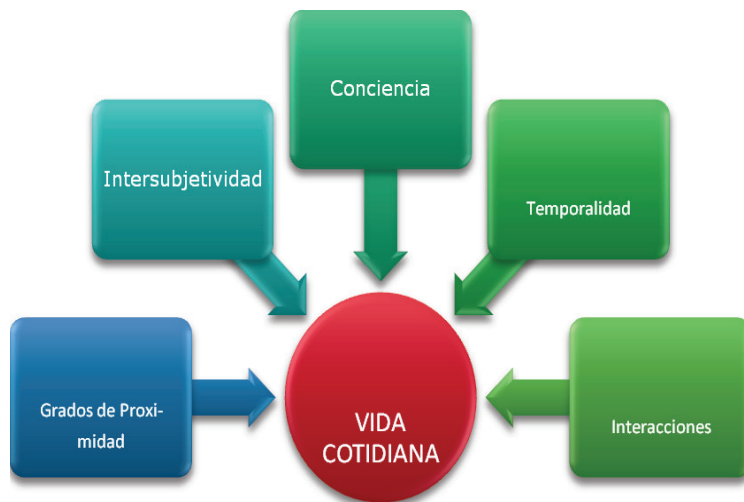 Conciencia
Intersubjetividad
Temporalidad
Grados de Proxi-
midad
Interacciones
VIDA
COTIDIANA